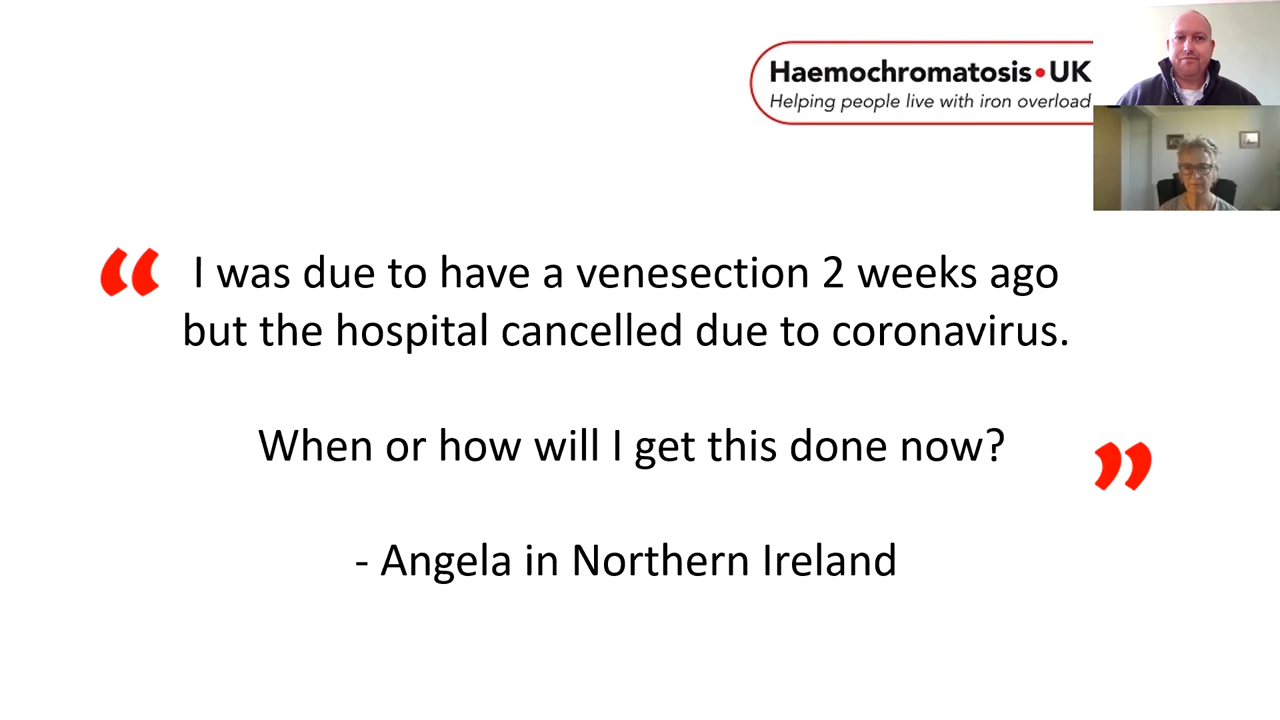 Haemochromatosis•UK
Helping people live with iron overload
“ I was due to have a venesection 2 weeks ago
but the hospital cancelled due to coronavirus.
When or how will I get this done now? ”
- Angela in Northern Ireland